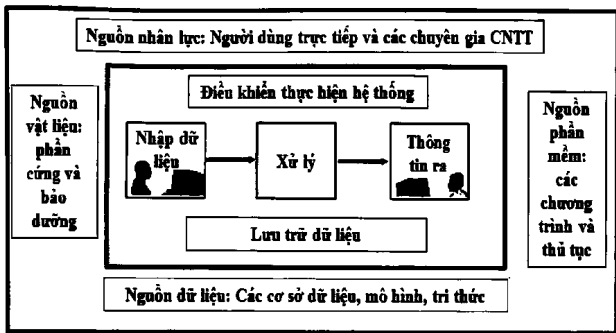 Nguồn nhân lực: Người dùng trực tiếp và các chuyên gia CNTT
Điều khiển thực hiện hệ thống
Nguồn
vật liệu:
phần
cứng và
bảo
dưỡng
Nhập dữ
liệu
Xử lý
Thông
tin ra
Lưu trữ dữ liệu
Nguồn
phần
mềm:
các
chương
trình và
thủ tục
Nguồn dữ liệu: Các cơ sở dữ liệu, mô hình, tri thức